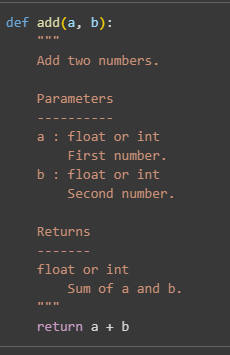 def add(a, b):
    """
    Add two numbers.

    Parameters
    ----------
    a : float or int
        First number.
    b : float or int
        Second number.

    Returns
    -------
    float or int
        Sum of a and b.
    """
    return a + b